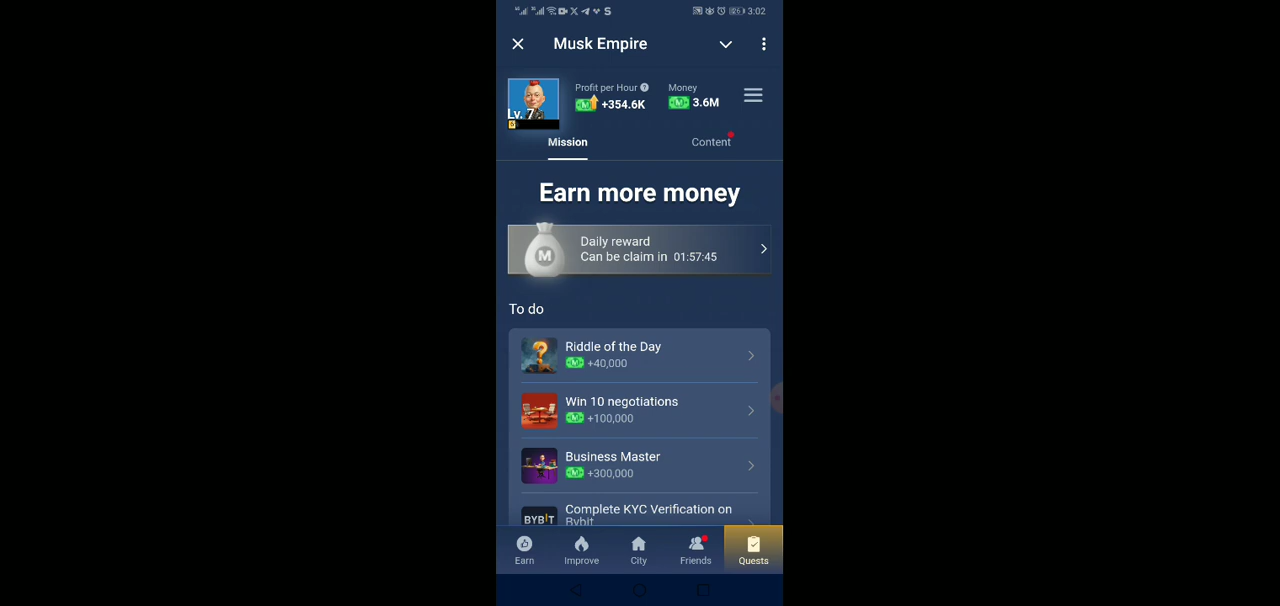 3:02
Musk Empire
Profit per Hour ?
Money
+354.6K
3.6M
Lv. 7
Mission
Content
Earn more money
Daily reward
Can be claim in 01:57:45
M
To do
Riddle of the Day
+40,000
Win 10 negotiations
+100,000
Business Master
+300,000
Complete KYC Verification on
Bybit
BYBIT
Earn
Improve
City
Friends
Quests